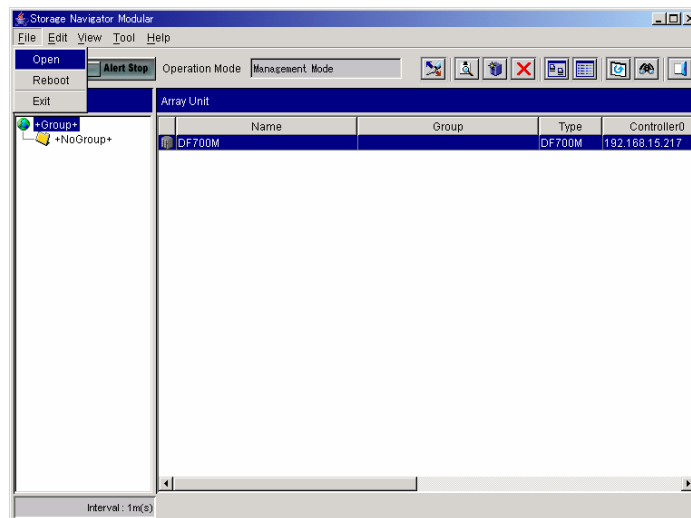 Storage Navigator Modular
File Edit View Tool Help
Open
Reboot
Exit
Alert Stop
Operation Mode Management Mode
Array Unit
+Group+
+NoGroup+
Name Group Type Controller0
DF700M DF700M 192.168.15.217
Interval : 1m(s)